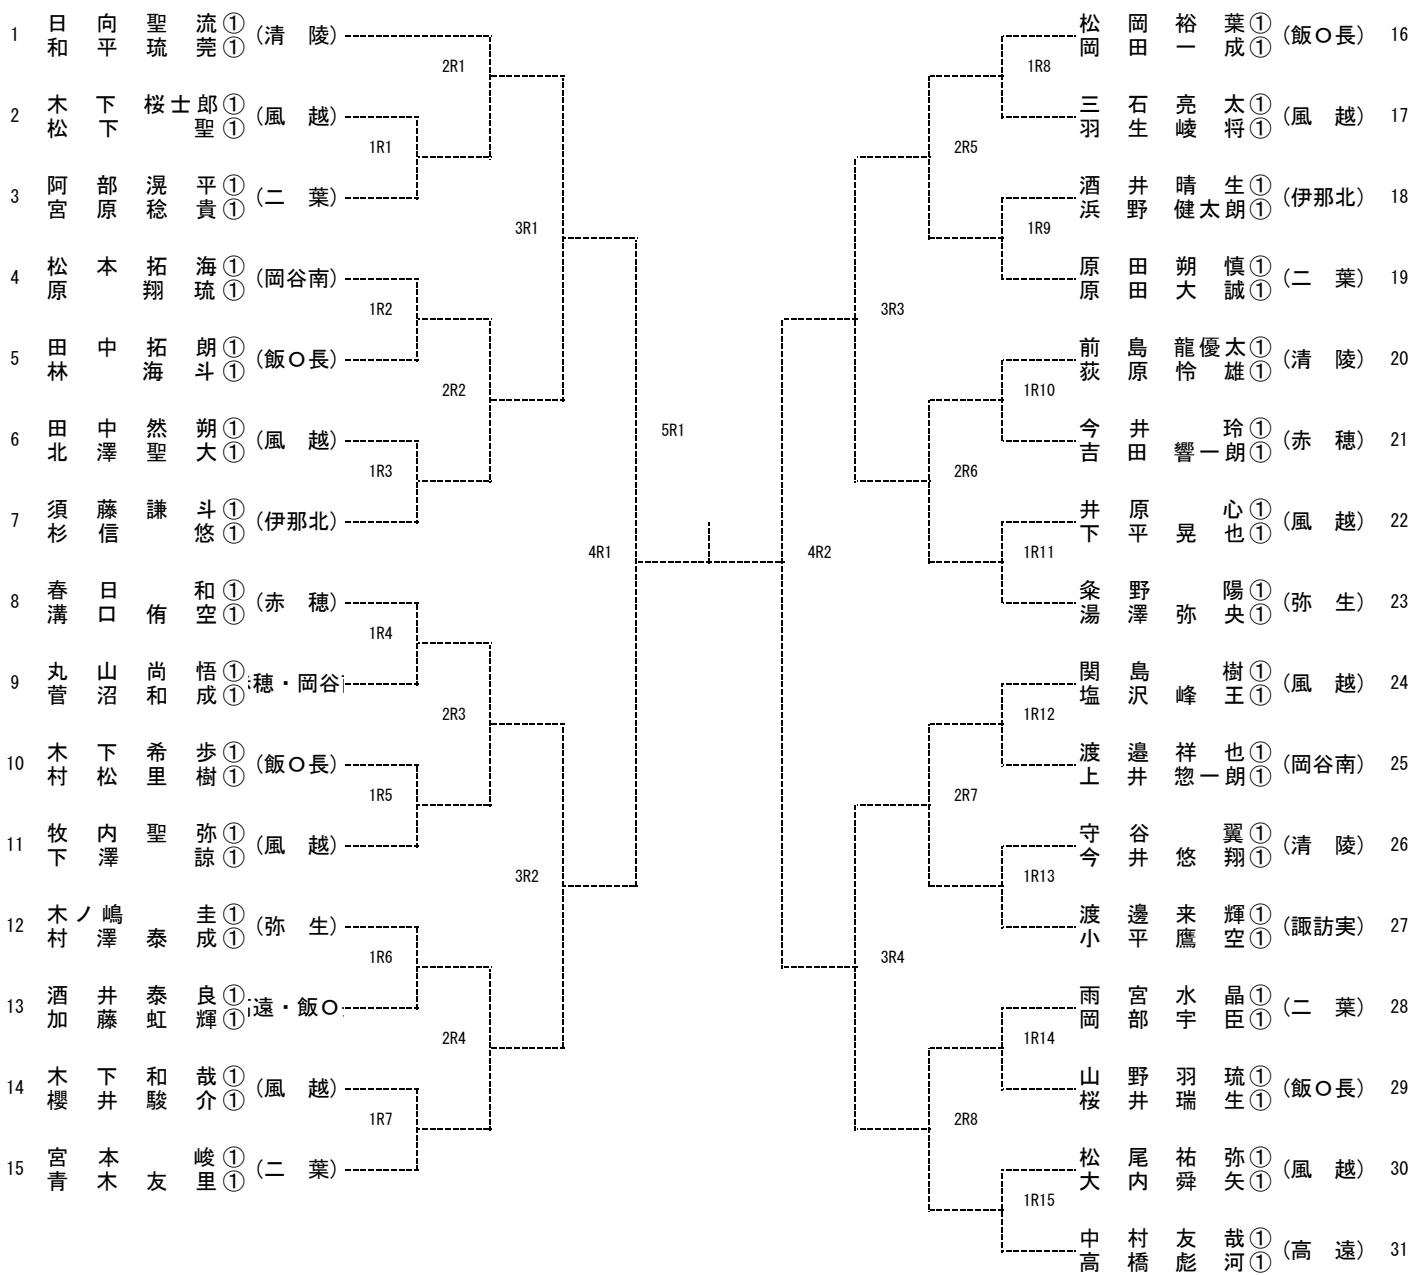 1 日向聖流① (清 陵)
和平琉莞①
2 木下桜士郎① (風 越)
松下聖①
3 阿部滉平① (二 葉)
宮原稔貴①
4 松本拓海① (岡谷南)
原翔琉①
5 田中拓朗① (飯O長)
林海斗①
6 田中然朔① (風 越)
北澤聖大①
7 須藤謙斗① (伊那北)
杉信悠①
8 春日和① (赤 穂)
溝口侑空①
9 丸山尚悟① 穂・岡谷
菅沼和成①
10 木下希歩① (飯O長)
村松里樹①
11 牧内聖弥① (風 越)
下澤諒①
12 木ノ嶋圭① (弥 生)
村澤泰成①
13 酒井泰良① 遠・飯O
加藤虹輝①
14 木下和哉① (風 越)
櫻井駿介①
15 宮本峻① (二 葉)
青木友里①
1R1
1R2
1R3
1R4
1R5
1R6
1R7
2R1
2R2
2R3
2R4
3R1
3R2
4R1
5R1
4R2
3R3
3R4
2R5
2R6
2R7
2R8
1R8
1R9
1R10
1R11
1R12
1R13
1R14
1R15
松岡裕葉① (飯O長) 16
岡田一成①
三石亮太① (風 越) 17
羽生崚将①
酒井晴生① (伊那北) 18
浜野健太朗①
原田朔慎① (二 葉) 19
原田大誠①
前島龍優太① (清 陵) 20
荻原怜雄①
今井玲① (赤 穂) 21
吉田響一朗①
井原心① (風 越) 22
下平晃也①
粂野陽① (弥 生) 23
湯澤弥央①
関島樹① (風 越) 24
塩沢峰王①
渡邉祥也① (岡谷南) 25
上井惣一朗①
守谷翼① (清 陵) 26
今井悠翔①
渡邊来輝① (諏訪実) 27
小平鷹空①
雨宮水晶① (二 葉) 28
岡部宇臣①
山野羽琉① (飯O長) 29
桜井瑞生①
松尾祐弥① (風 越) 30
大内舜矢①
中村友哉① (高 遠) 31
高橋彪河①